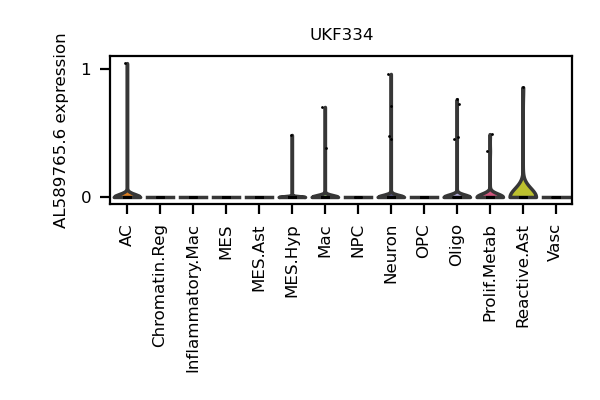 UKF334
AL589765.6 expression
1
0
AC
Chromatin.Reg
Inflammatory.Mac
MES
MES.Ast
MES.Hyp
Mac
NPC
Neuron
OPC
Oligo
Prolif.Metab
Reactive.Ast
Vasc